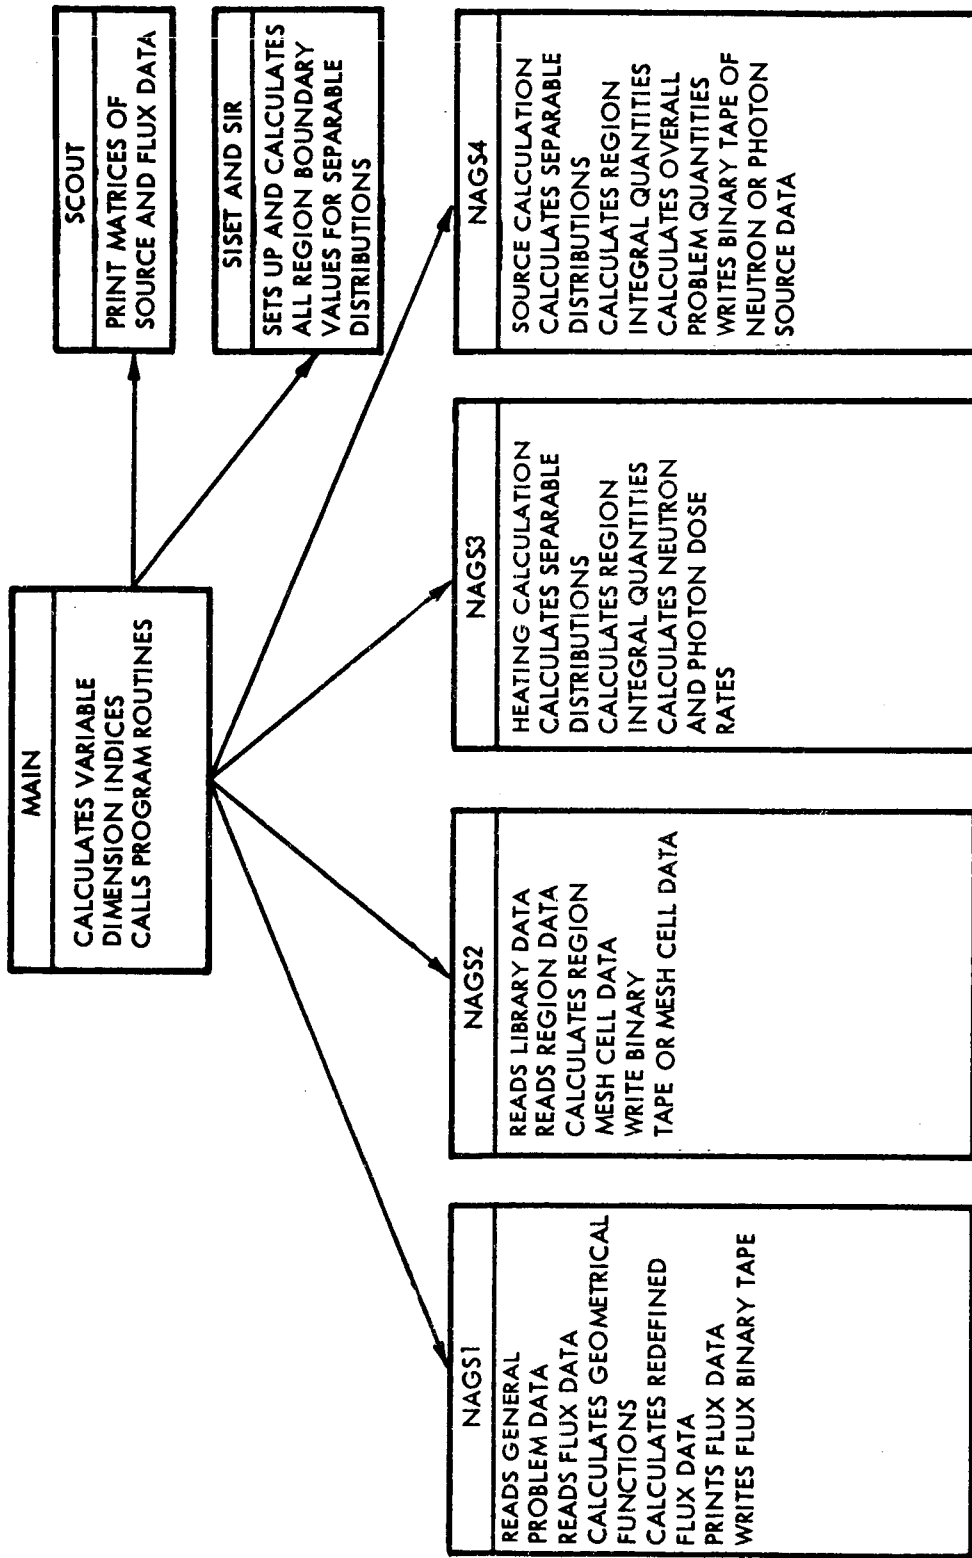 MAIN
CALCULATES VARIABLE
DIMENSION INDICES
CALLS PROGRAM ROUTINES
SCOUT
PRINT MATRICES OF
SOURCE AND FLUX DATA
SISET AND SIR
SETS UP AND CALCULATES
ALL REGION BOUNDARY
VALUES FOR SEPARABLE
DISTRIBUTIONS
NAGS1
READS GENERAL
PROBLEM DATA
READS FLUX DATA
CALCULATES GEOMETRICAL
FUNCTIONS
CALCULATES REDEFINED
FLUX DATA
PRINTS FLUX DATA
WRITES FLUX BINARY TAPE
NAGS2
READS LIBRARY DATA
READS REGION DATA
CALCULATES REGION
MESH CELL DATA
WRITE BINARY
TAPE OR MESH CELL DATA
NAGS3
HEATING CALCULATION
CALCULATES SEPARABLE
DISTRIBUTIONS
CALCULATES REGION
INTEGRAL QUANTITIES
CALCULATES NEUTRON
AND PHOTON DOSE
RATES
NAGS4
SOURCE CALCULATION
CALCULATES SEPARABLE
DISTRIBUTIONS
CALCULATES REGION
INTEGRAL QUANTITIES
CALCULATES OVERALL
PROBLEM QUANTITIES
WRITES BINARY TAPE OF
NEUTRON OR PHOTON
SOURCE DATA